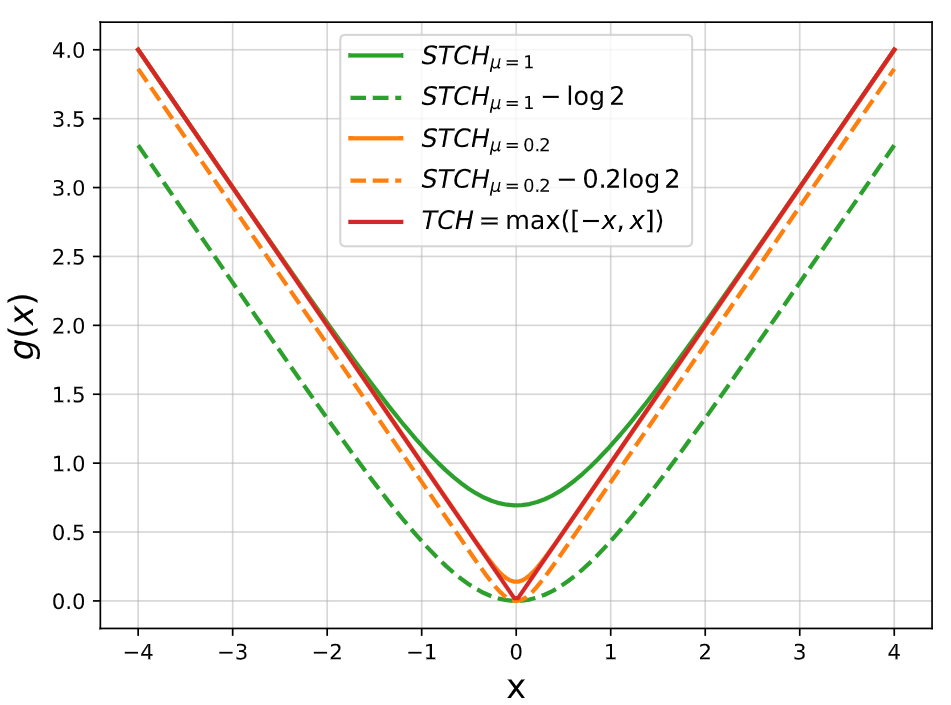 4.0
3.5
3.0
2.5
2.0
1.5
1.0
0.5
0.0
g(x)
STCH_{μ=1}
STCH_{μ=1} − log 2
STCH_{μ=0.2}
STCH_{μ=0.2} − 0.2log 2
TCH = max([−x, x])
−4 −3 −2 −1 0 1 2 3 4
x